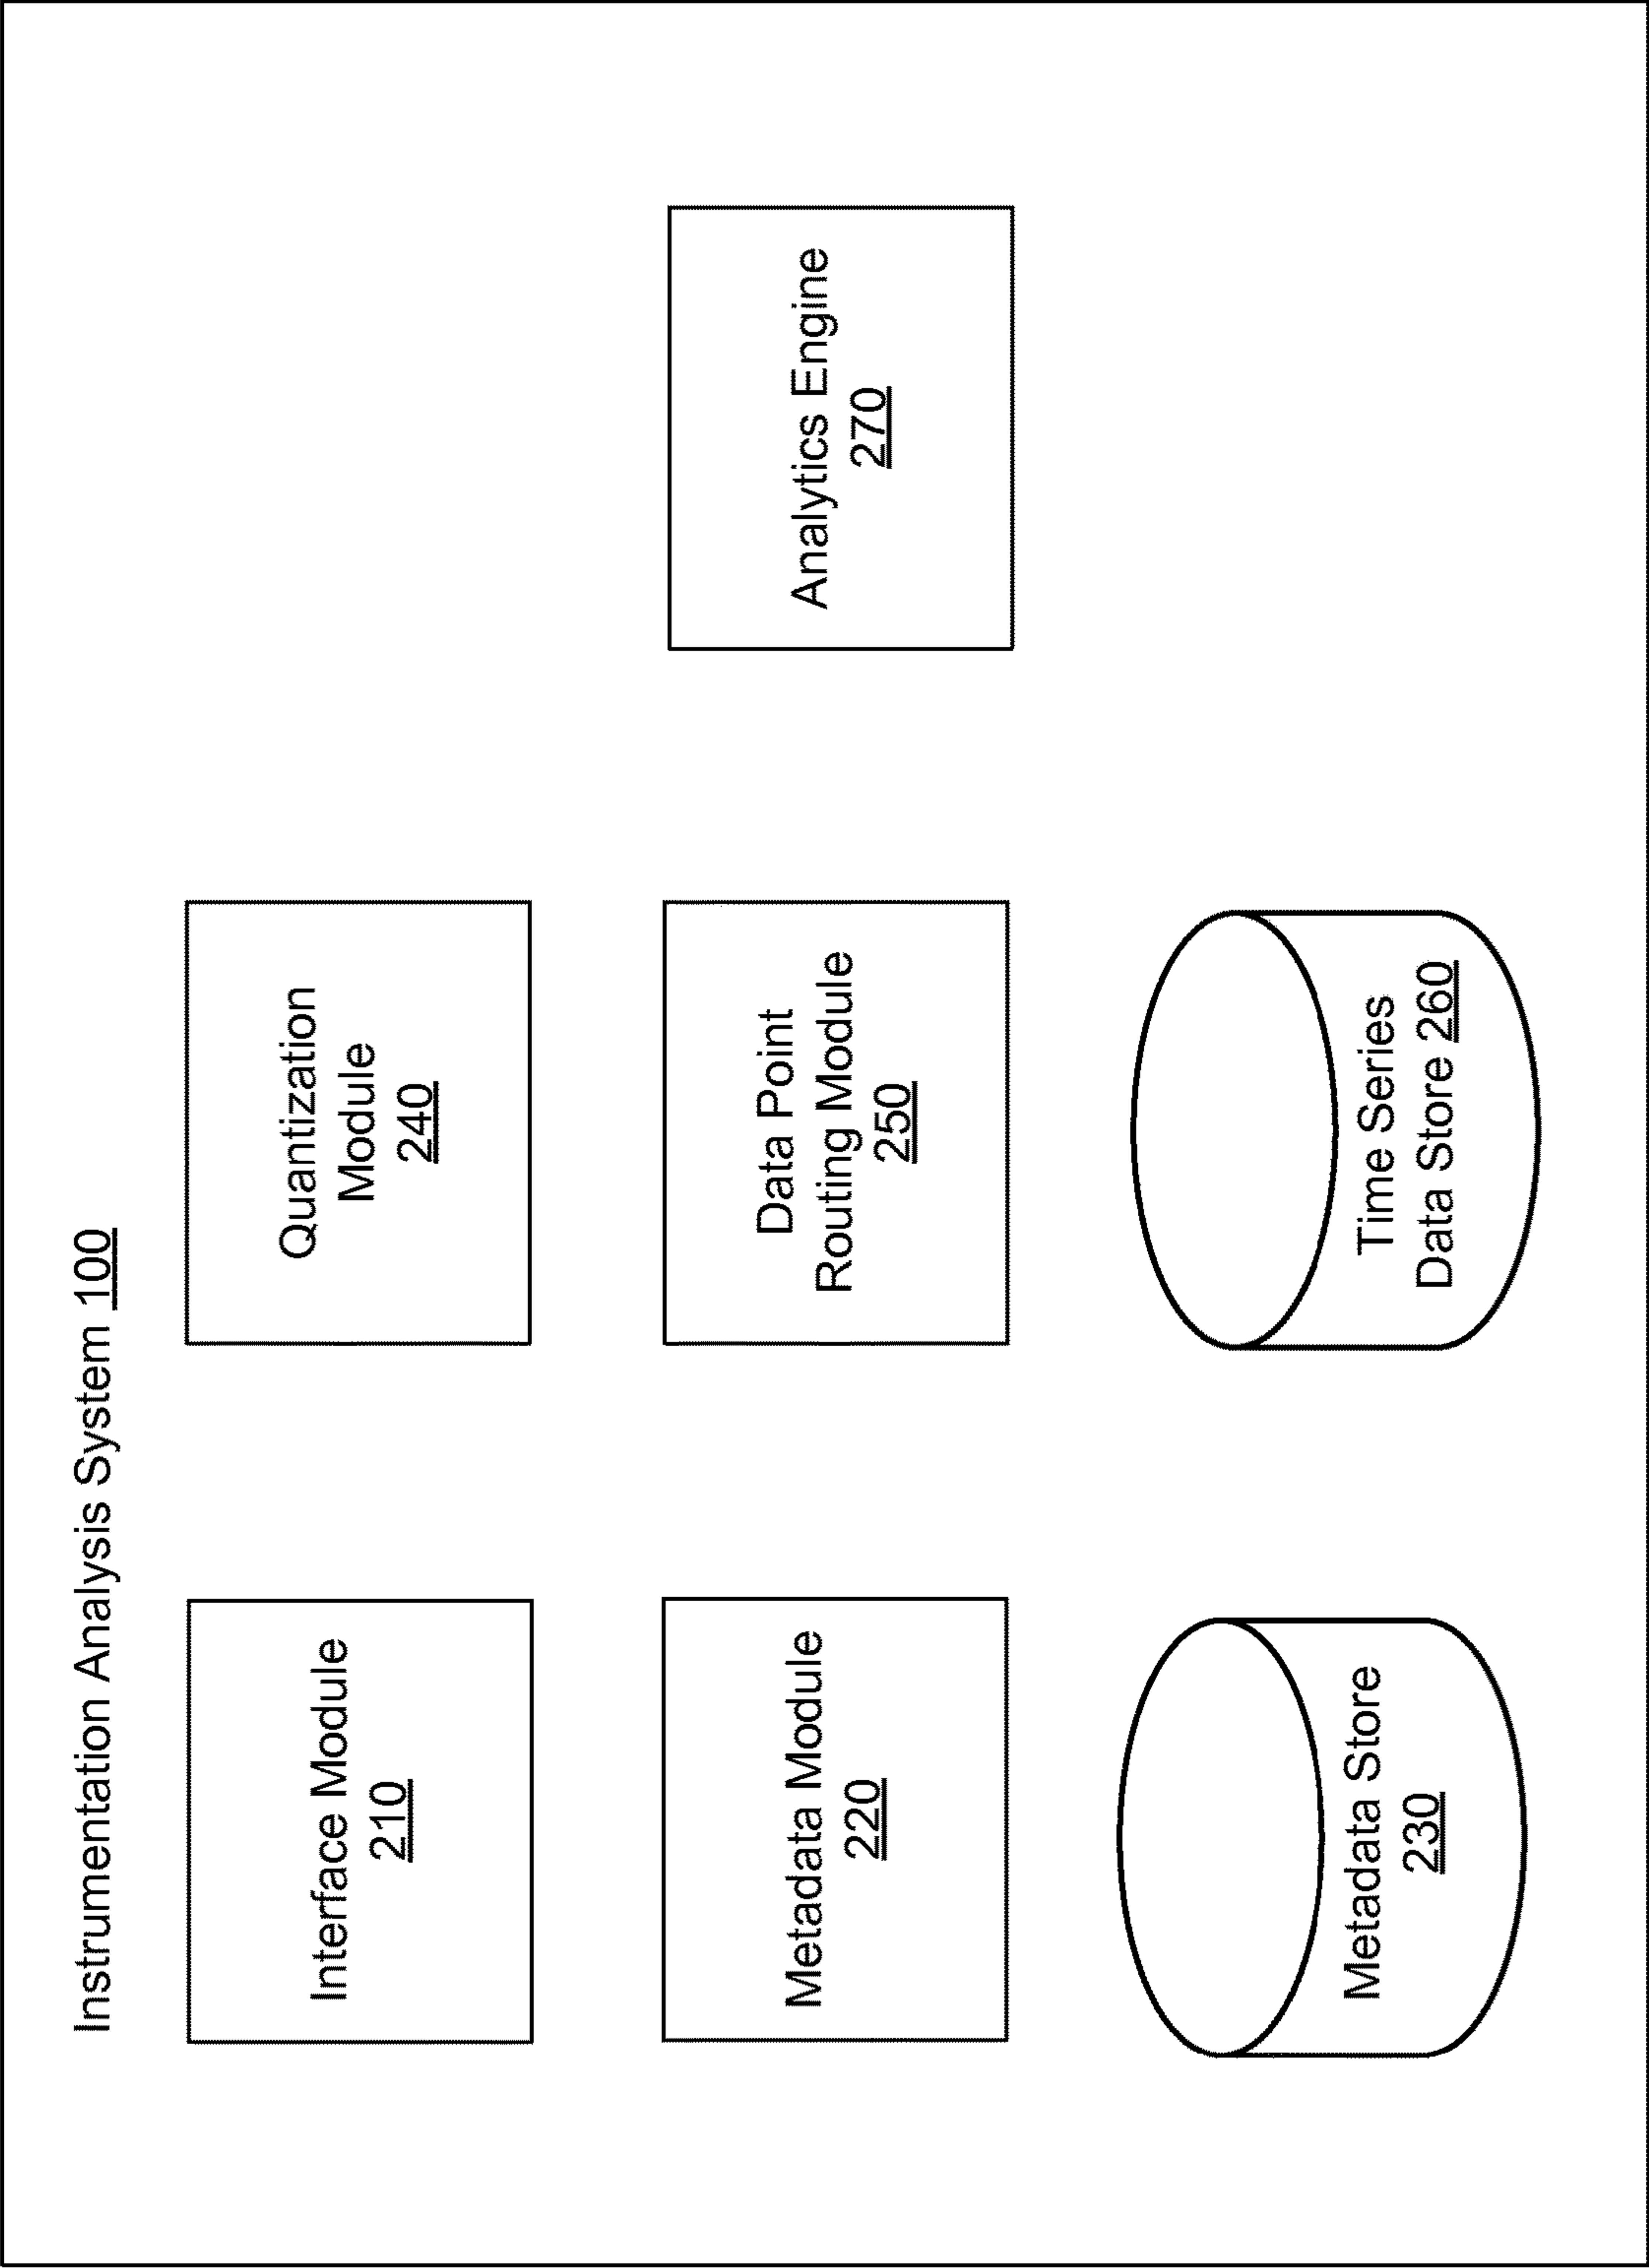 Instrumentation Analysis System 100
Interface Module
210
Quantization
Module
240
Metadata Module
220
Data Point
Routing Module
250
Analytics Engine
270
Metadata Store
230
Time Series
Data Store 260